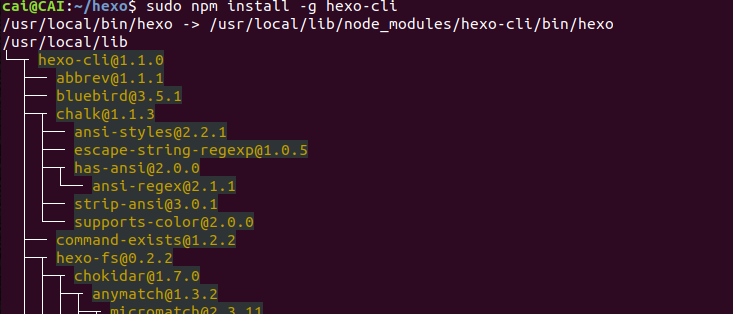 cai@CAI:~/hexo$ sudo npm install -g hexo-cli
/usr/local/bin/hexo -> /usr/local/lib/node_modules/hexo-cli/bin/hexo
/usr/local/lib
└─┬ hexo-cli@1.1.0
  ├── abbrev@1.1.1
  ├── bluebird@3.5.1
  ├─┬ chalk@1.1.3
  │ ├── ansi-styles@2.2.1
  │ ├── escape-string-regexp@1.0.5
  │ ├─┬ has-ansi@2.0.0
  │ │ └── ansi-regex@2.1.1
  │ ├── strip-ansi@3.0.1
  │ └── supports-color@2.0.0
  ├── command-exists@1.2.2
  ├─┬ hexo-fs@0.2.2
  │ ├─┬ chokidar@1.7.0
  │ │ ├─┬ anymatch@1.3.2
  │ │ │ ├─┬ micromatch@2.3.11